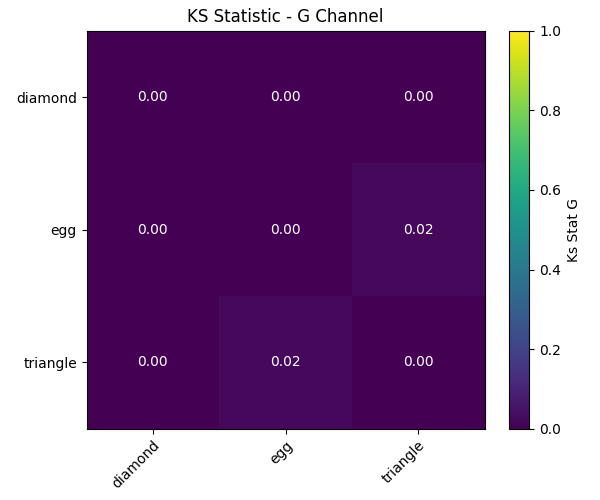 KS Statistic - G Channel
diamond
0.00 0.00 0.00
egg
0.00 0.00 0.02
triangle
0.00 0.02 0.00
diamond
egg
triangle
1.0
0.8
0.6
0.4
0.2
0.0
Ks Stat G